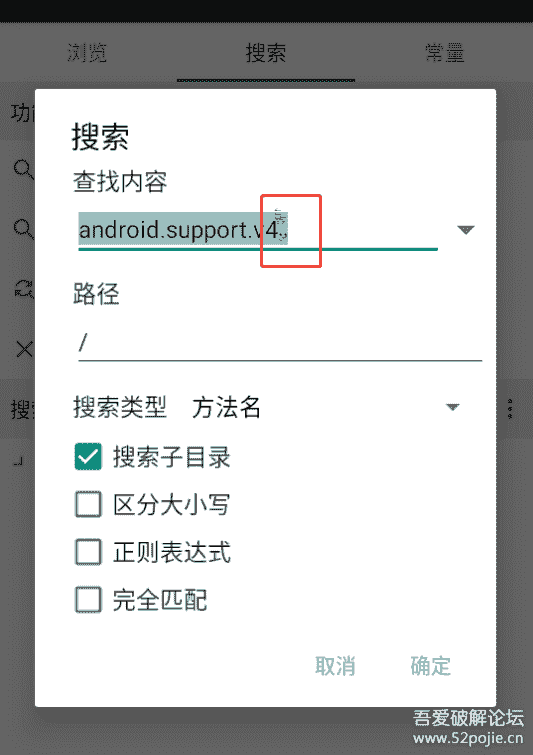 浏览 搜索 常量
搜索
查找内容
android.support.v4.
路径
/
搜索类型 方法名
搜索子目录
区分大小写
正则表达式
完全匹配
取消 确定
吾爱破解论坛
www.52pojie.cn